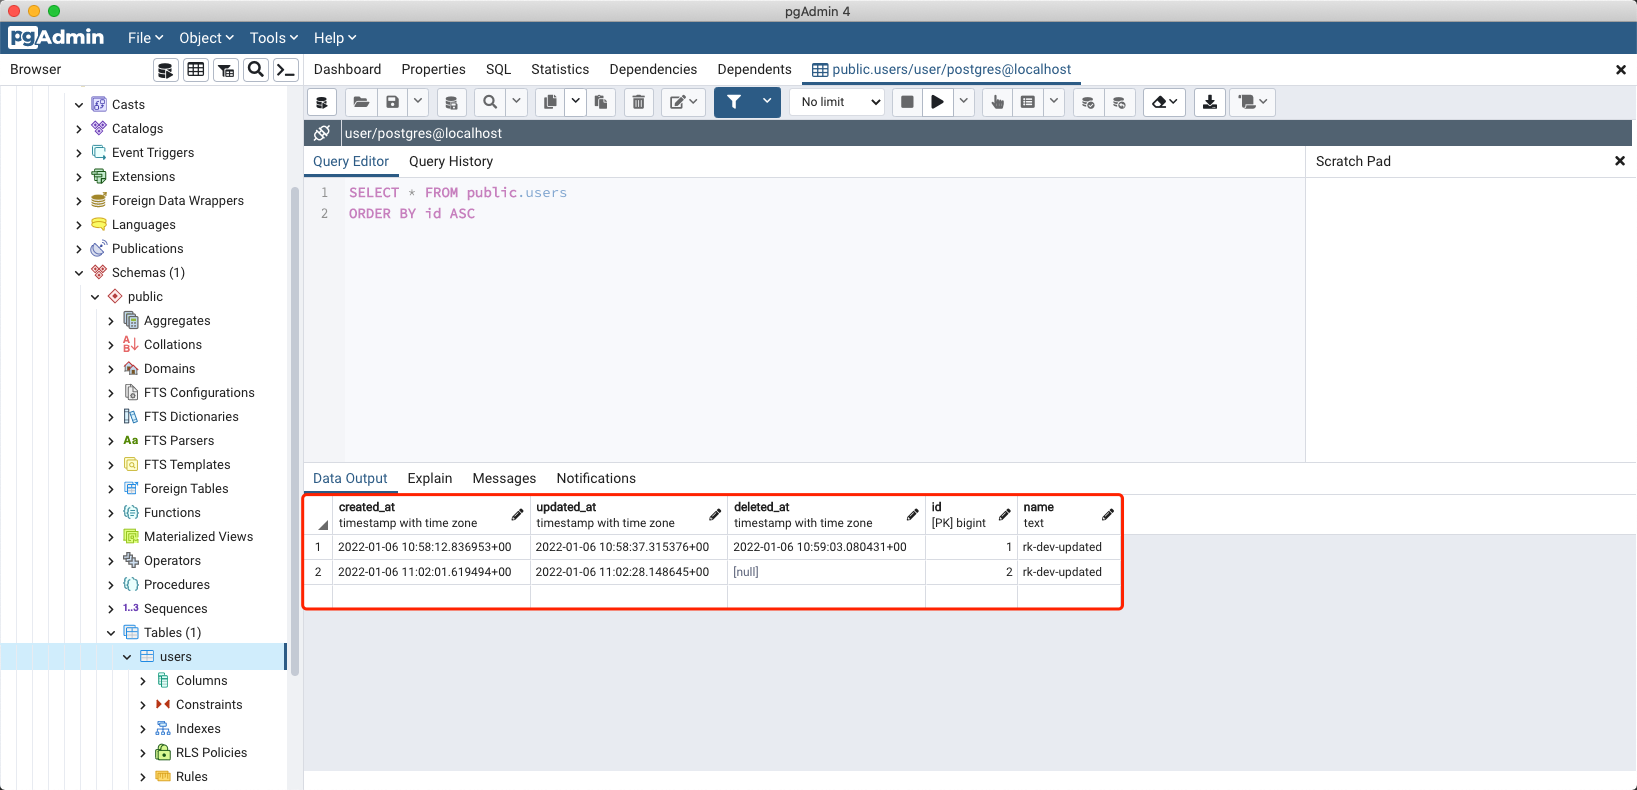 pgAdmin 4
pgAdmin File Object Tools Help
Browser
Dashboard Properties SQL Statistics Dependencies Dependents public.users/user/postgres@localhost
No limit
user/postgres@localhost
Query Editor Query History
Scratch Pad
1 SELECT * FROM public.users
2 ORDER BY id ASC
Casts
Catalogs
Event Triggers
Extensions
Foreign Data Wrappers
Languages
Publications
Schemas (1)
public
Aggregates
Collations
Domains
FTS Configurations
FTS Dictionaries
Aa FTS Parsers
FTS Templates
Foreign Tables
Functions
Materialized Views
Operators
Procedures
1..3 Sequences
Tables (1)
users
Columns
Constraints
Indexes
RLS Policies
Rules
Data Output Explain Messages Notifications
created_at updated_at deleted_at id name
timestamp with time zone timestamp with time zone timestamp with time zone [PK] bigint text
1 2022-01-06 10:58:12.836953+00 2022-01-06 10:58:37.315376+00 2022-01-06 10:59:03.080431+00 1 rk-dev-updated
2 2022-01-06 11:02:01.619494+00 2022-01-06 11:02:28.148645+00 [null] 2 rk-dev-updated